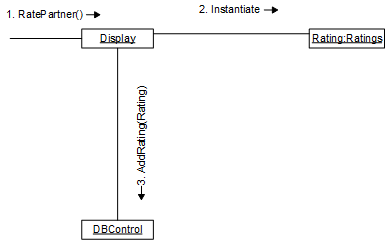 1. RatePartner()
2. Instantiate
Display
Rating:Ratings
3. AddRating(Rating)
DBControl